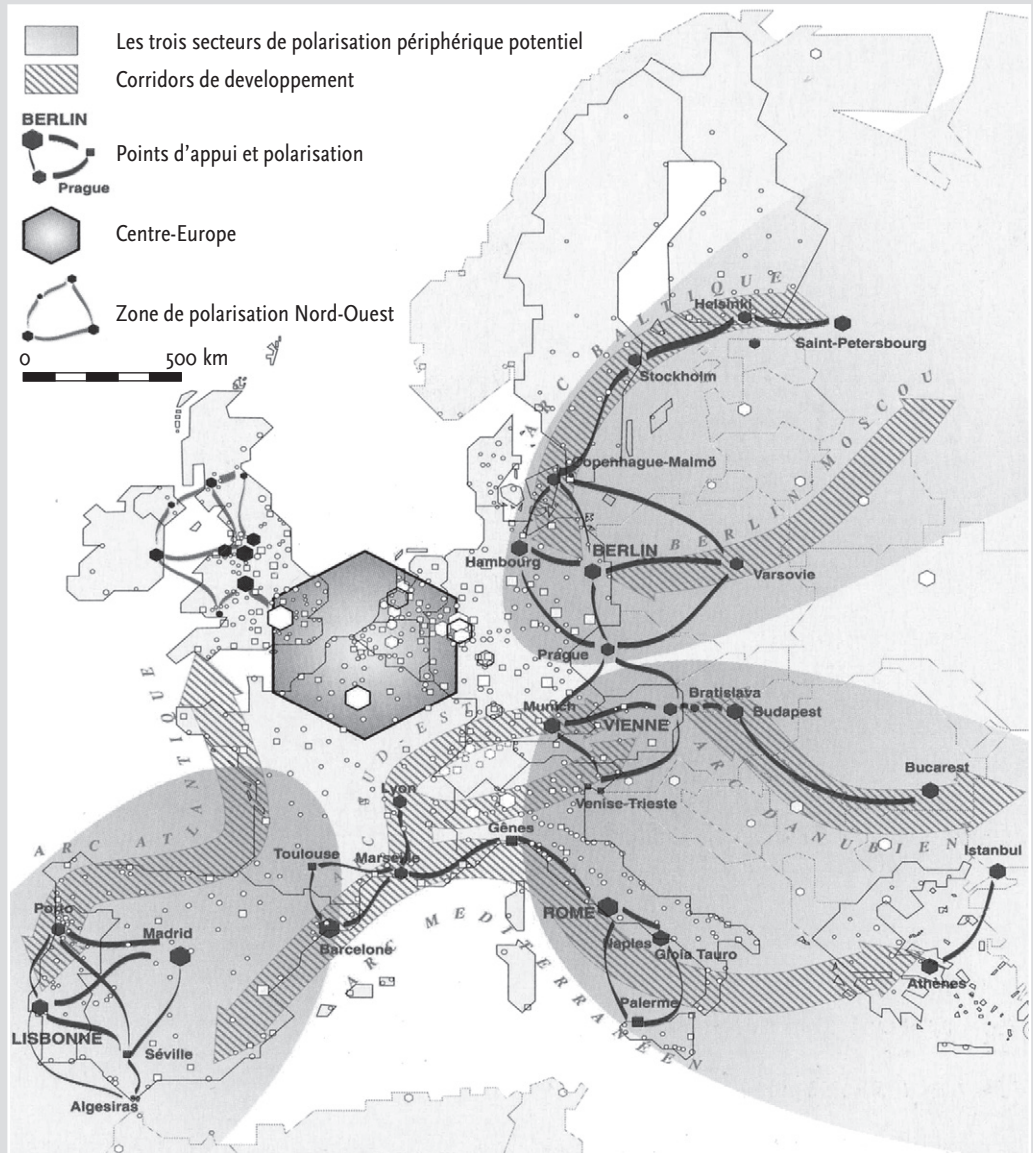 Les trois secteurs de polarisation périphérique potentiel
Corridors de developpement
BERLIN
Prague
Points d'appui et polarisation
Centre-Europe
Zone de polarisation Nord-Ouest
0 500 km
ARC BALTIQUE
Helsinki
Saint-Petersbourg
Stockholm
Copenhague-Malmö
BERLIN MOSCOU
Hambourg
BERLIN
Varsovie
Prague
Munich
VIENNE
Bratislava
Budapest
ARC DANUBIEN
Bucarest
Venise-Trieste
ARC SUD-EST
Lyon
Gênes
Istanbul
Toulouse
Marseille
ARC ATLANTIQUE
Porto
Madrid
Barcelone
ROME
Naples
Gioia Tauro
ARC MEDITERRANEEN
Athènes
LISBONNE
Palerme
Séville
Algesiras